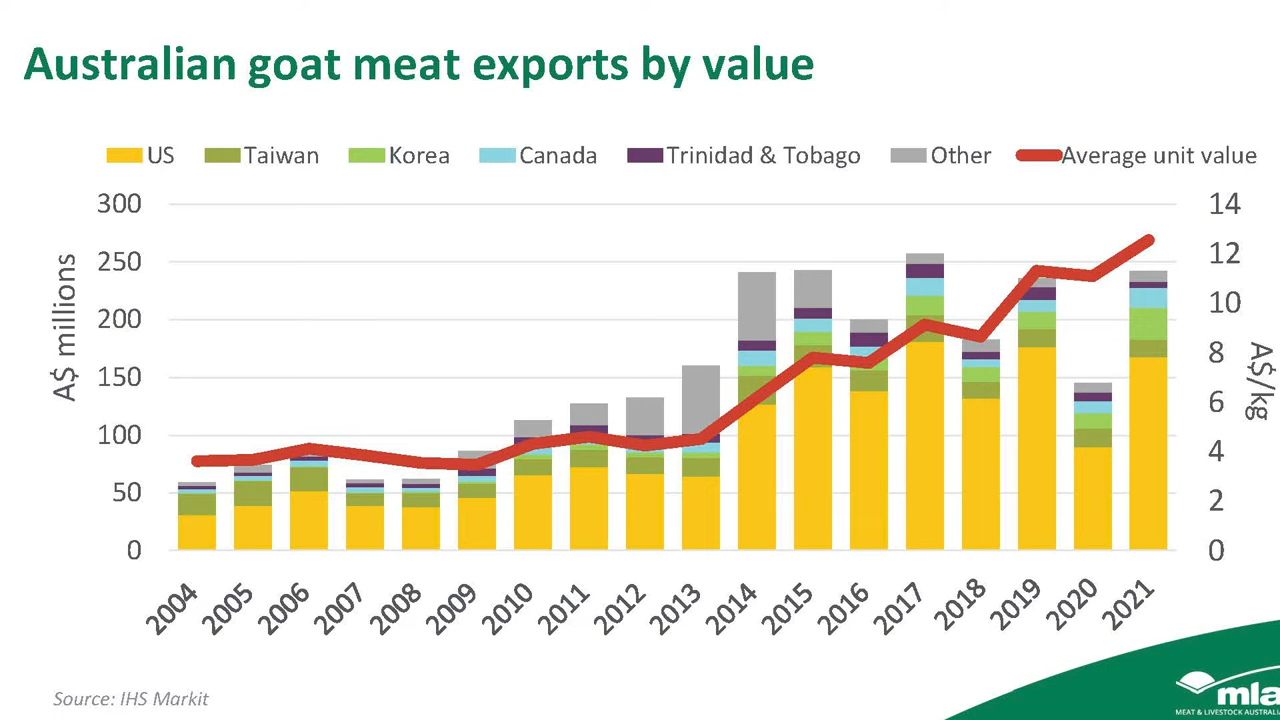 Australian goat meat exports by value
US Taiwan Korea Canada Trinidad & Tobago Other Average unit value
300 14
250 12
200 10
150 8
100 6
50 4
0 2
0
A$ millions
A$/kg
2004 2005 2006 2007 2008 2009 2010 2011 2012 2013 2014 2015 2016 2017 2018 2019 2020 2021
Source: IHS Markit
mla
MEAT & LIVESTOCK AUSTRALI